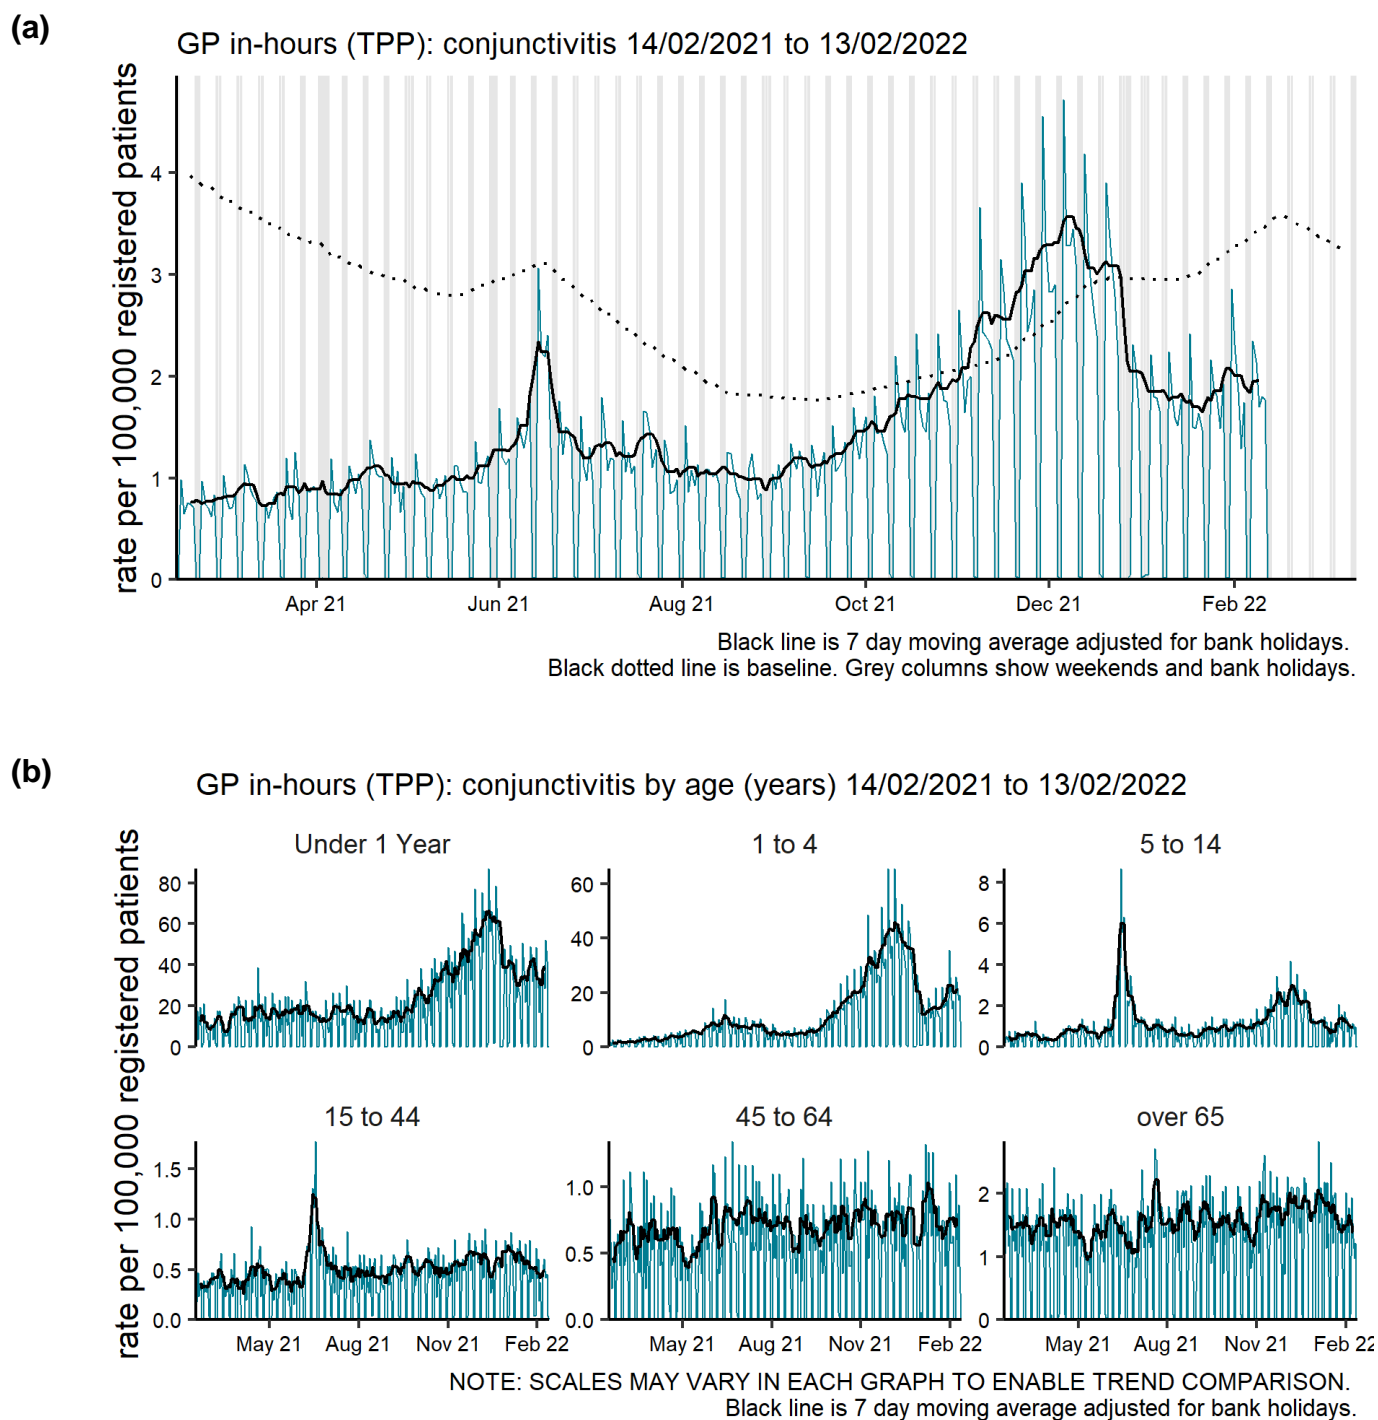 (a)
GP in-hours (TPP): conjunctivitis 14/02/2021 to 13/02/2022
rate per 100,000 registered patients
4
3
2
1
0
Apr 21 Jun 21 Aug 21 Oct 21 Dec 21 Feb 22
Black line is 7 day moving average adjusted for bank holidays.
Black dotted line is baseline. Grey columns show weekends and bank holidays.
(b)
GP in-hours (TPP): conjunctivitis by age (years) 14/02/2021 to 13/02/2022
rate per 100,000 registered patients
Under 1 Year
80
60
40
20
0
1 to 4
60
40
20
0
5 to 14
8
6
4
2
0
15 to 44
1.5
1.0
0.5
0.0
May 21 Aug 21 Nov 21 Feb 22
45 to 64
1.0
0.5
0.0
May 21 Aug 21 Nov 21 Feb 22
over 65
2
1
0
May 21 Aug 21 Nov 21 Feb 22
NOTE: SCALES MAY VARY IN EACH GRAPH TO ENABLE TREND COMPARISON.
Black line is 7 day moving average adjusted for bank holidays.